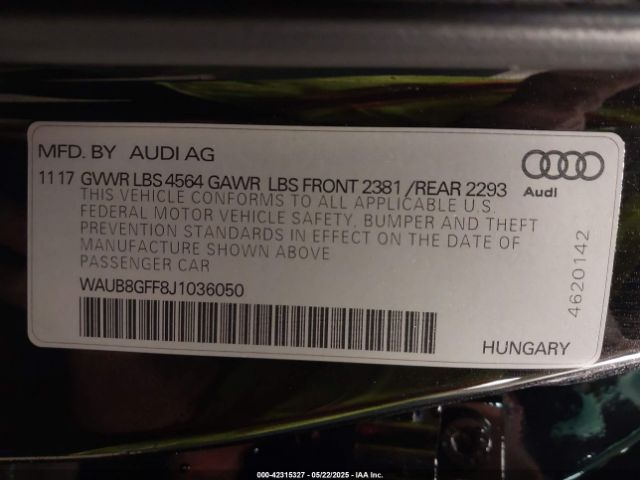 MFD. BY AUDI AG
11 17 GVWR LBS 4564 GAWR LBS FRONT 2381 /REAR 2293
THIS VEHICLE CONFORMS TO ALL APPLICABLE U.S.
FEDERAL MOTOR VEHICLE SAFETY, BUMPER AND THEFT
PREVENTION STANDARDS IN EFFECT ON THE DATE OF
MANUFACTURE SHOWN ABOVE
PASSENGER CAR
WAUB8GFF8J1036050
Audi
4620142
HUNGARY
000-42315327 - 05/22/2025 - IAA Inc.